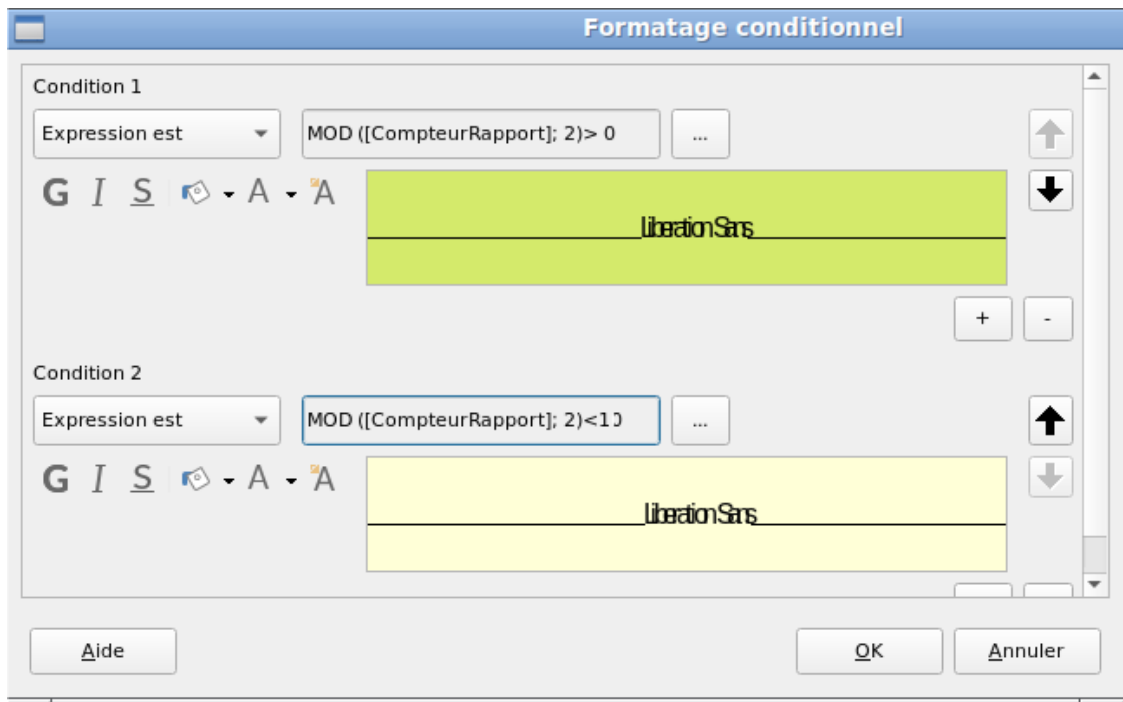 Formatage conditionnel
Condition 1
Expression est MOD ([CompteurRapport]; 2)> 0 ...
G I S A A
Liberation Sans
+ -
Condition 2
Expression est MOD ([CompteurRapport]; 2)<10 ...
G I S A A
Liberation Sans
Aide OK Annuler